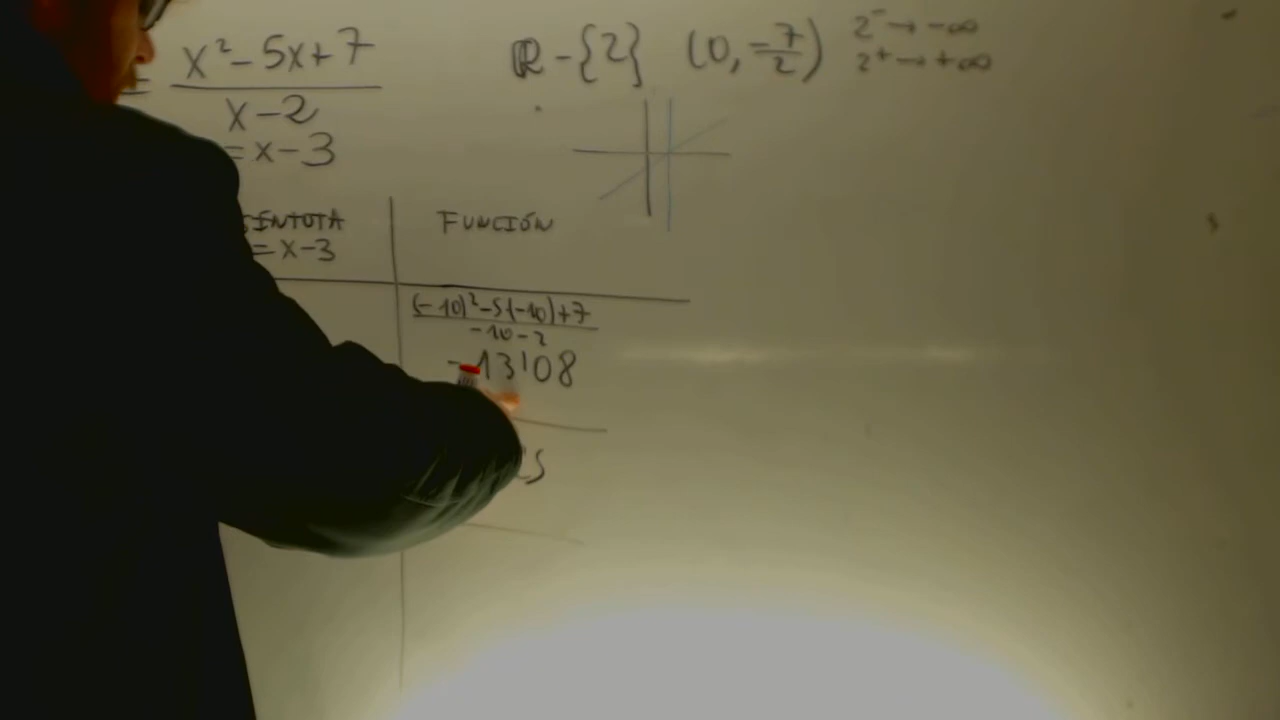 = x² - 5x + 7 / x - 2
= x - 3
R - {2} (0, -7/2) 2⁻ → -∞
2⁺ → +∞
SÍNTOTA
= x - 3
FUNCIÓN
(-10)² - 5(-10) + 7 / -10 - 2
-13'08